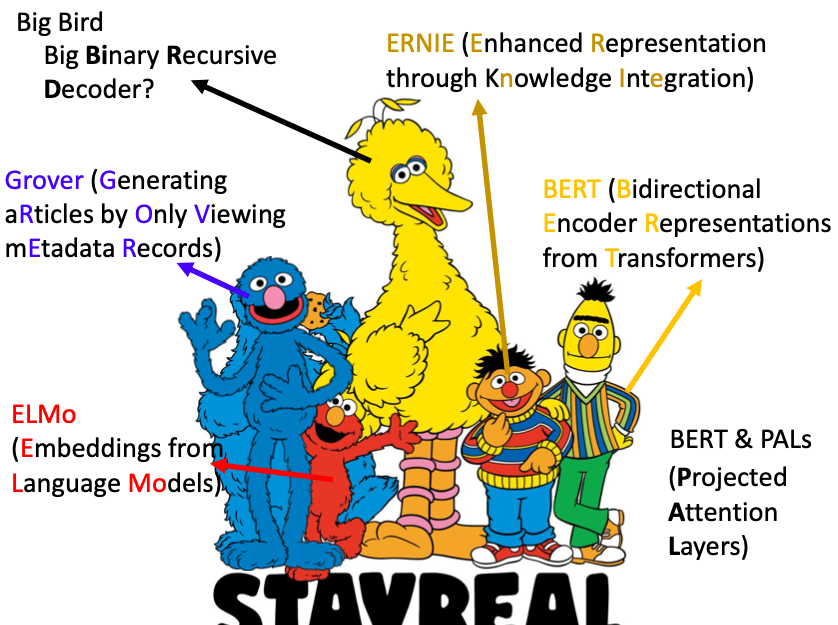 Big Bird
Big Binary Recursive
Decoder?
ERNIE (Enhanced Representation
through Knowledge Integration)
Grover (Generating
aRticles by Only Viewing
mEtadata Records)
BERT (Bidirectional
Encoder Representations
from Transformers)
ELMo
(Embeddings from
Language Models)
BERT & PALs
(Projected
Attention
Layers)
STAYREAL